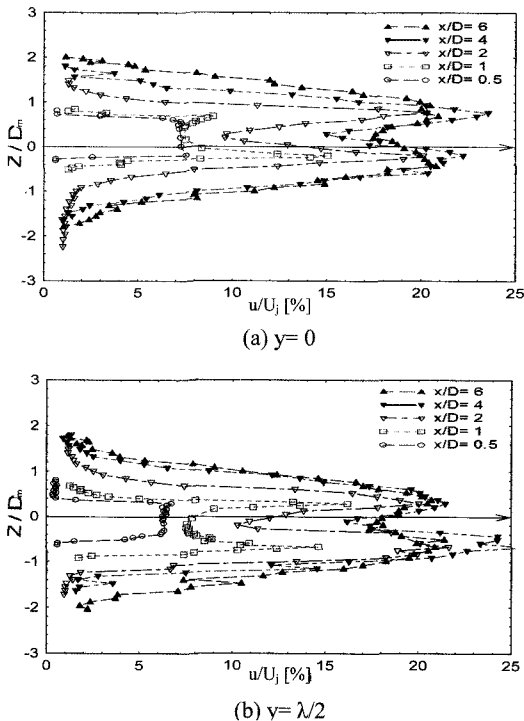 x/D= 6
x/D= 4
x/D= 2
x/D= 1
x/D= 0.5
3
2
1
0
-1
-2
-3
Z / Dm
0
5
10
15
20
25
u/Uj [%]
(a) y= 0
x/D= 6
x/D= 4
x/D= 2
x/D= 1
x/D= 0.5
3
2
1
0
-1
-2
-3
Z / Dm
0
5
10
15
20
25
u/Uj [%]
(b) y= λ/2